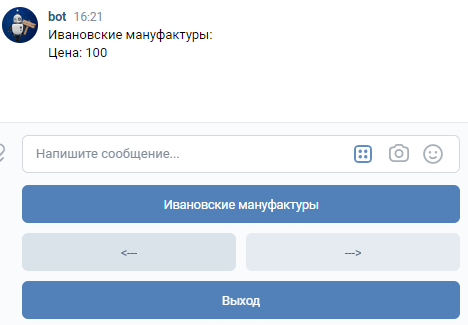 bot 16:21
Ивановские мануфактуры:
Цена: 100
Напишите сообщение...
Ивановские мануфактуры
<--- --->
Выход